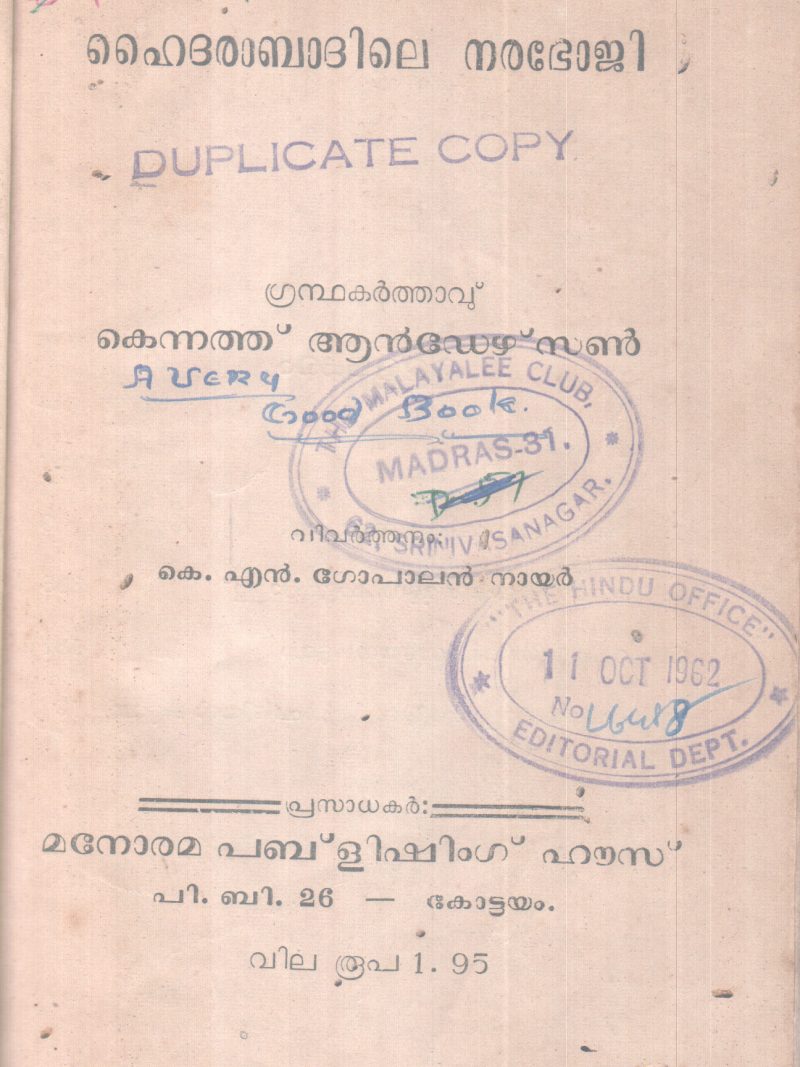 ഹൈദരാബാദിലെ നരഭോജി
DUPLICATE COPY
ഗ്രന്ഥകർത്താവു്
കെന്നത്ത് ആൻഡേഴ്സൺ
A VERY
Good Book.
THE MALAYALEE CLUB,
MADRAS-31.
62, SRINIVASANAGAR.
വിവർത്തനം:
കെ. എൻ. ഗോപാലൻ നായർ
"THE HINDU OFFICE"
11 OCT 1962
No
EDITORIAL DEPT.
പ്രസാധകർ:
മനോരമ പബ്ളിഷിംഗ് ഹൗസ്
പി. ബി. 26 — കോട്ടയം.
വില രൂപ 1. 95